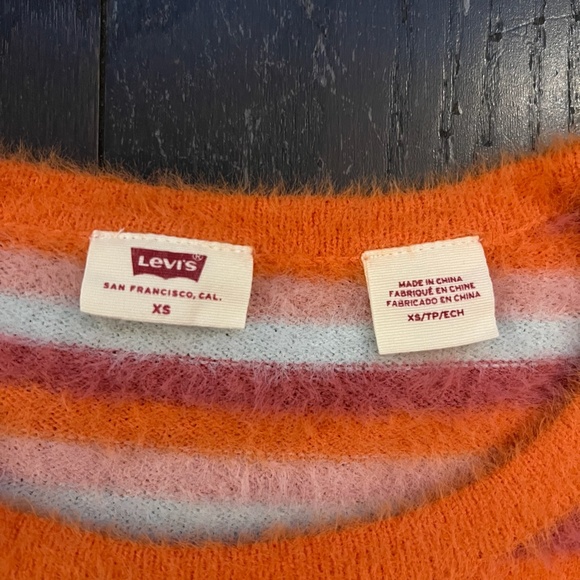 Levi's®
SAN FRANCISCO, CAL.
XS
MADE IN CHINA
FABRIQUÉ EN CHINE
FABRICADO EN CHINA
XS/TP/ECH